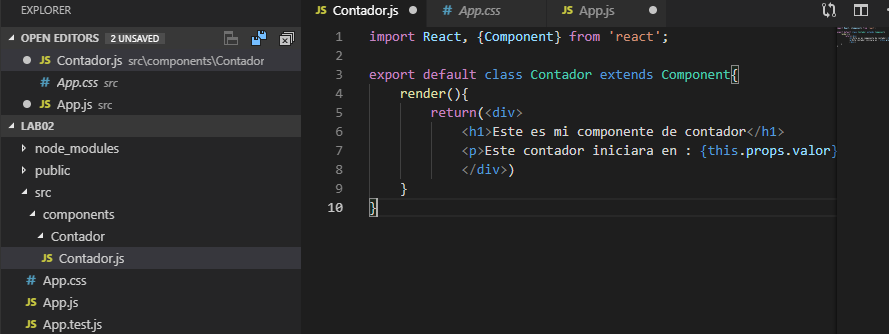 EXPLORER
OPEN EDITORS 2 UNSAVED
JS Contador.js src\components\Contador
# App.css src
JS App.js src
LAB02
node_modules
public
src
components
Contador
JS Contador.js
# App.css
JS App.js
JS App.test.js
JS Contador.js
# App.css
JS App.js
1 import React, {Component} from 'react';
2
3 export default class Contador extends Component{
4 render(){
5 return(<div>
6 <h1>Este es mi componente de contador</h1>
7 <p>Este contador iniciara en : {this.props.valor}
8 </div>)
9 }
10 }